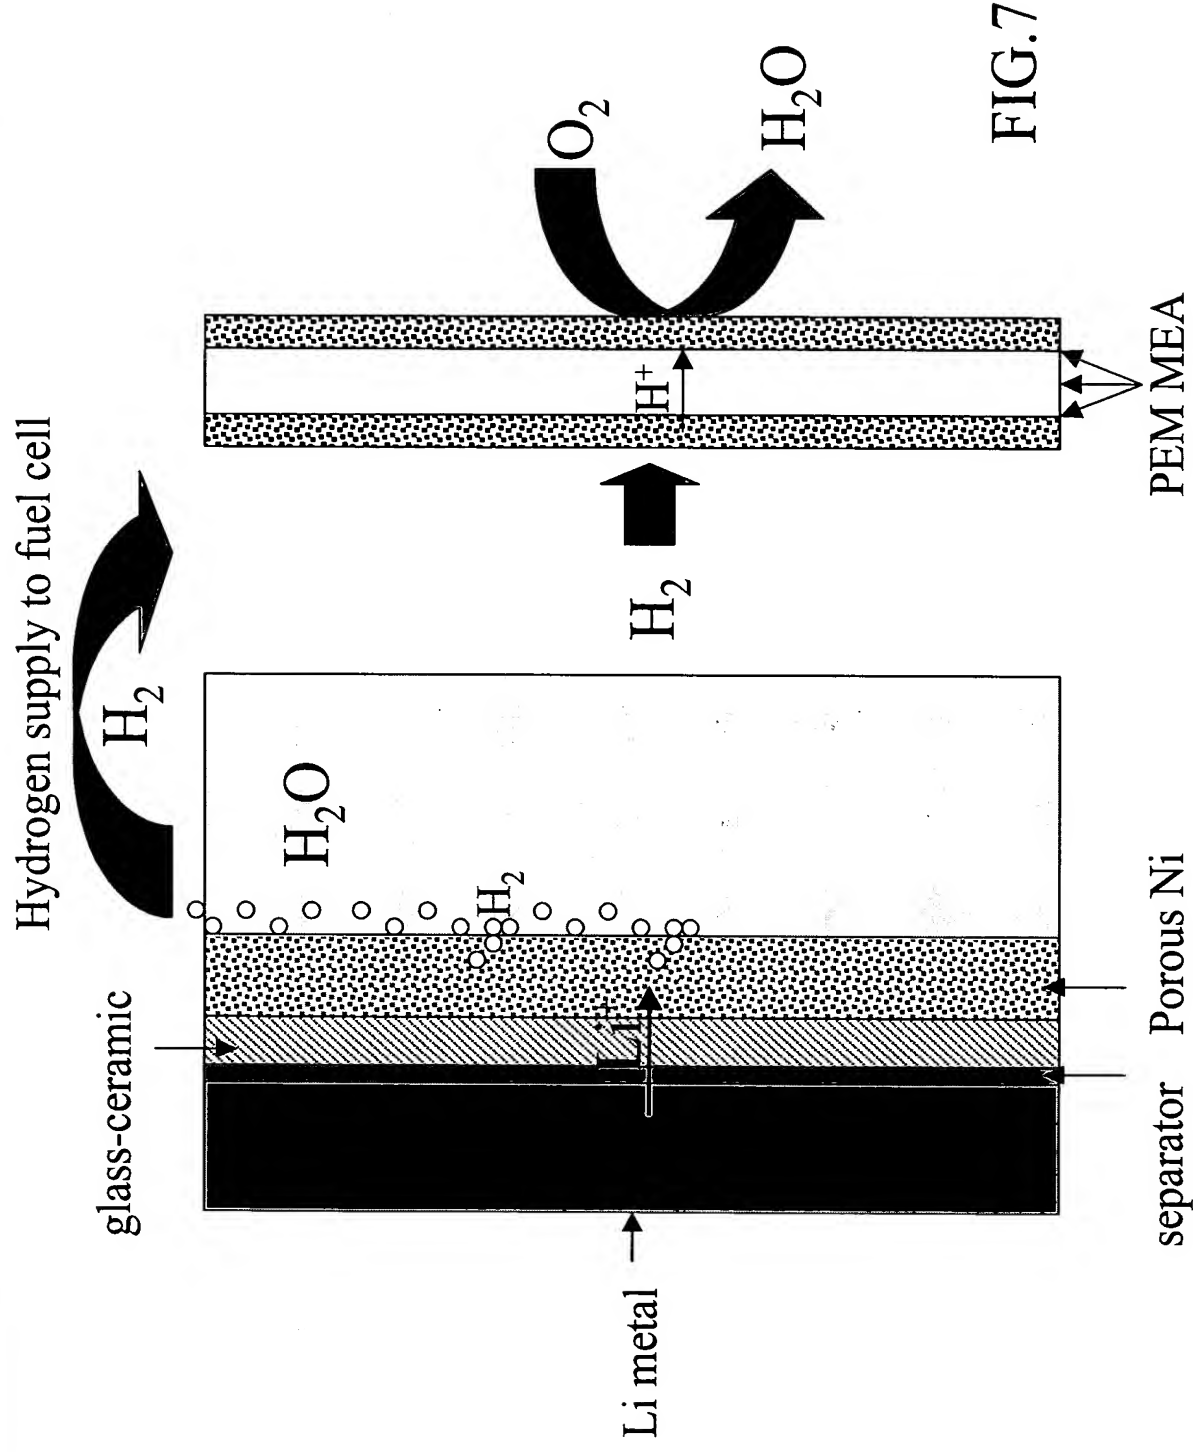 Hydrogen supply to fuel cell
H₂
glass-ceramic
H₂O
H₂
Li⁺
H₂
H⁺
O₂
H₂O
Li metal
separator
Porous Ni
PEM MEA
FIG.7